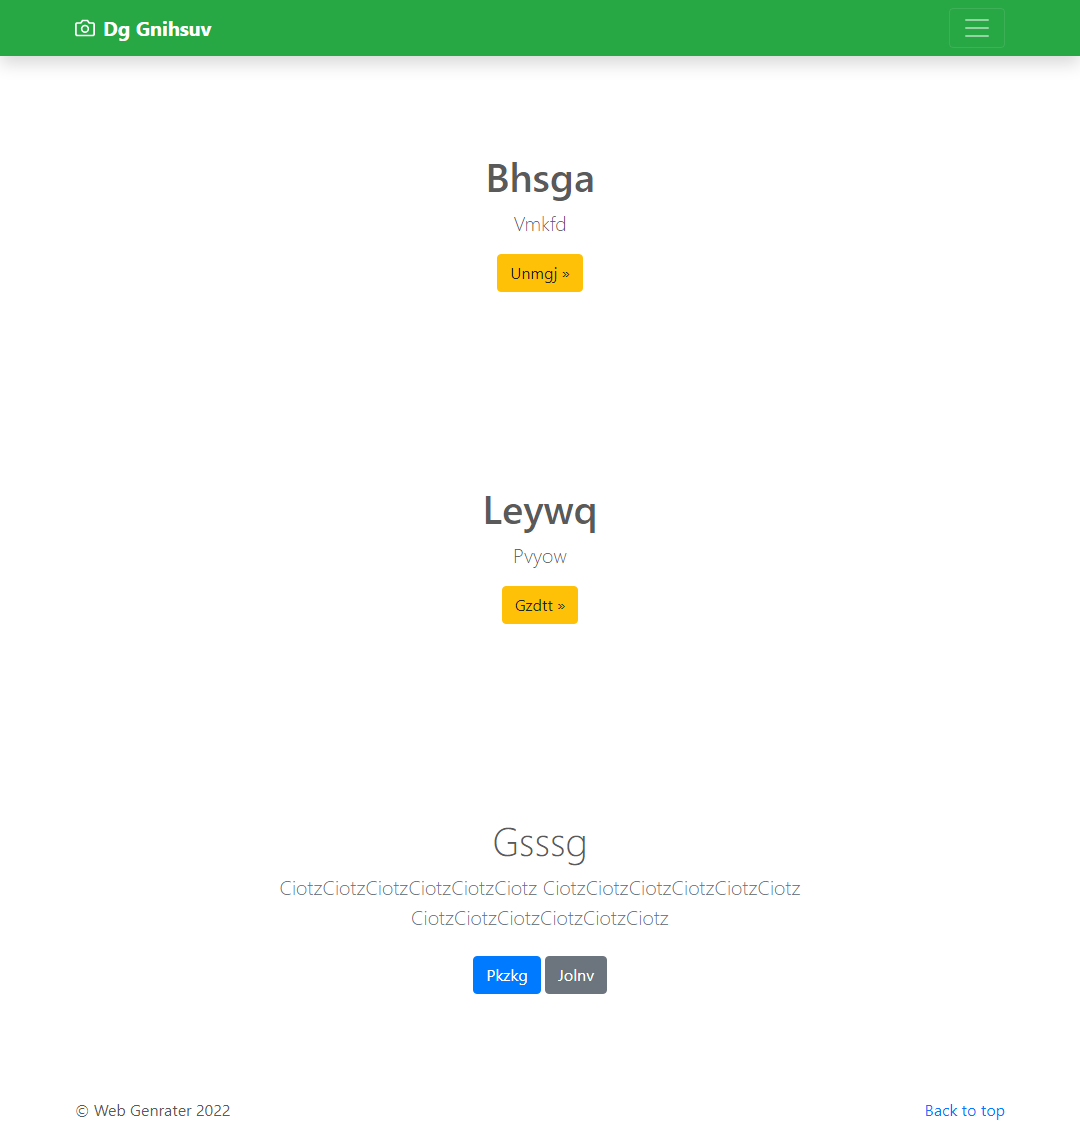 Dg Gnihsuv
Bhsga
Vmkfd
Unmgj »
Leywq
Pvyow
Gzdtt »
Gsssg
CiotzCiotzCiotzCiotzCiotzCiotz CiotzCiotzCiotzCiotzCiotzCiotz
CiotzCiotzCiotzCiotzCiotzCiotz
Pkzkg Jolnv
© Web Genrater 2022 Back to top